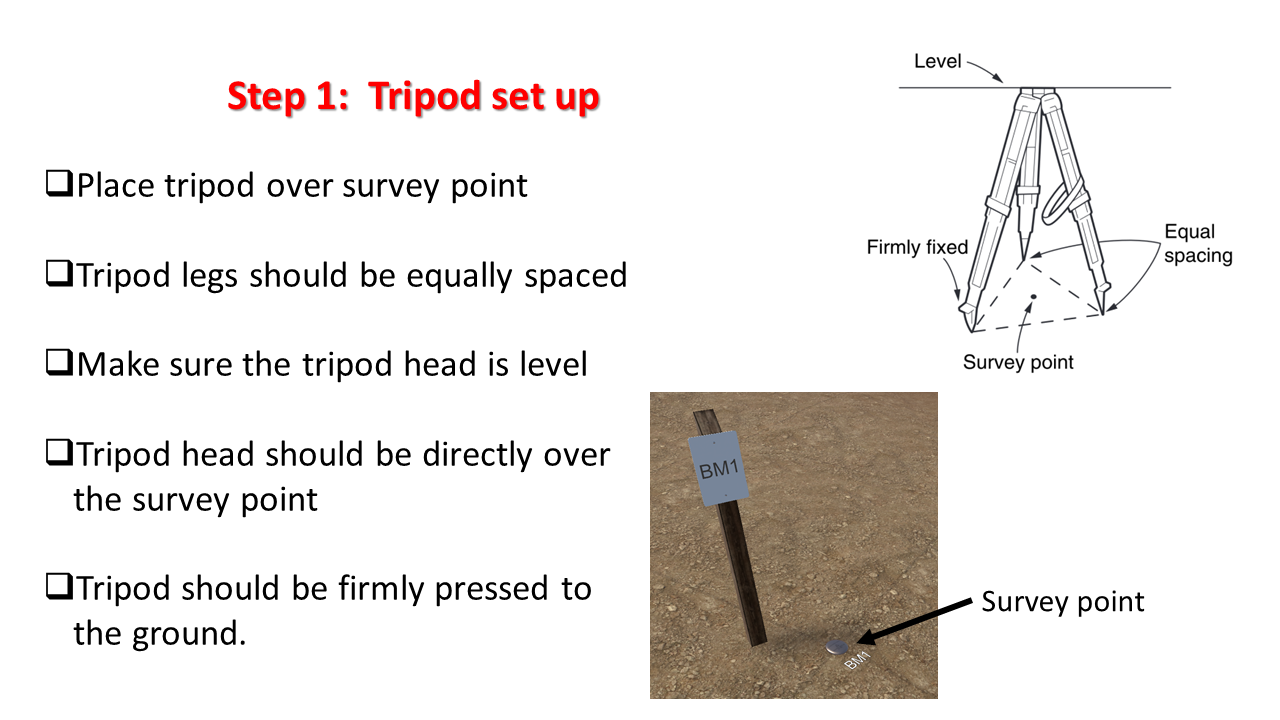 Step 1:  Tripod set up
❑Place tripod over survey point
❑Tripod legs should be equally spaced
❑Make sure the tripod head is level
❑Tripod head should be directly over
the survey point
❑Tripod should be firmly pressed to
the ground.
Level
Firmly fixed
Equal
spacing
Survey point
BM1
BM1
Survey point